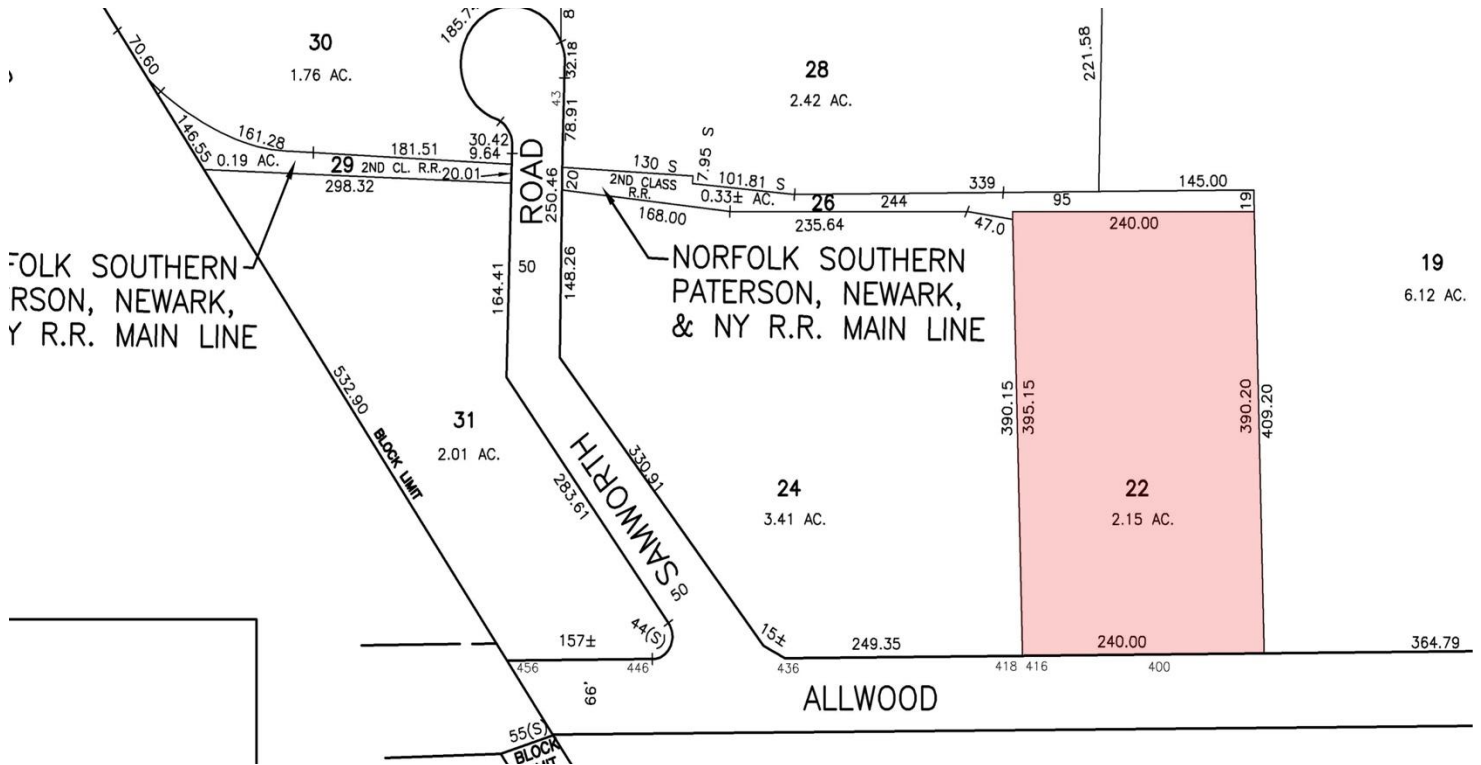 185.7
8
32.18
43
78.91
221.58
70.60
30
1.76 AC.
28
2.42 AC.
146.55
161.28
181.51
30.42
9.64
0.19 AC.
29
2ND CL. R.R.
20.01
298.32
ROAD
250.46
20
130 S
7.95 S
2ND CLASS
R.R.
101.81 S
0.33± AC.
26
168.00
235.64
244
339
47.0
95
145.00
19
240.00
FOLK SOUTHERN
RSON, NEWARK,
Y R.R. MAIN LINE
164.41
50
148.26
NORFOLK SOUTHERN
PATERSON, NEWARK,
& NY R.R. MAIN LINE
19
6.12 AC.
532.90
BLOCK LIMIT
31
2.01 AC.
283.61
SAMWORTH
330.91
50
24
3.41 AC.
390.15
395.15
22
2.15 AC.
390.20
409.20
157±
44(S)
15±
249.35
240.00
364.79
456
446
436
418
416
400
66'
ALLWOOD
55(S)
BLOCK